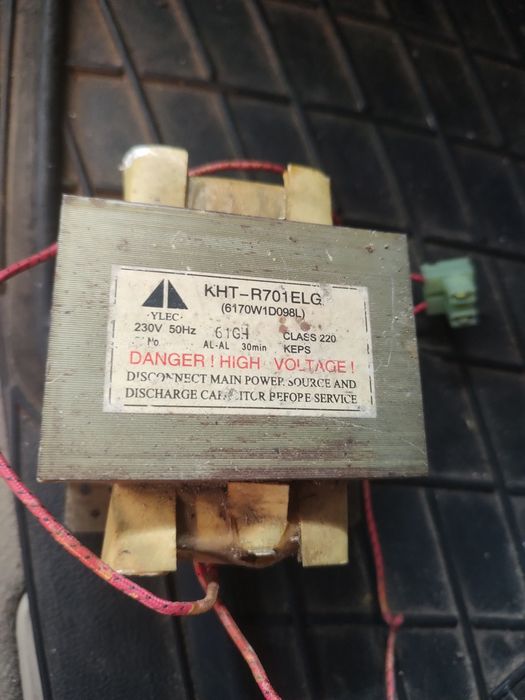 KHT-R701ELG
(6170W1D098L)
YLEC
230V 50Hz 61GH CLASS 220
No AL-AL 30min KEPS
DANGER ! HIGH VOLTAGE !
DISCONNECT MAIN POWER SOURCE AND
DISCHARGE CAPACITOR BEFORE SERVICE